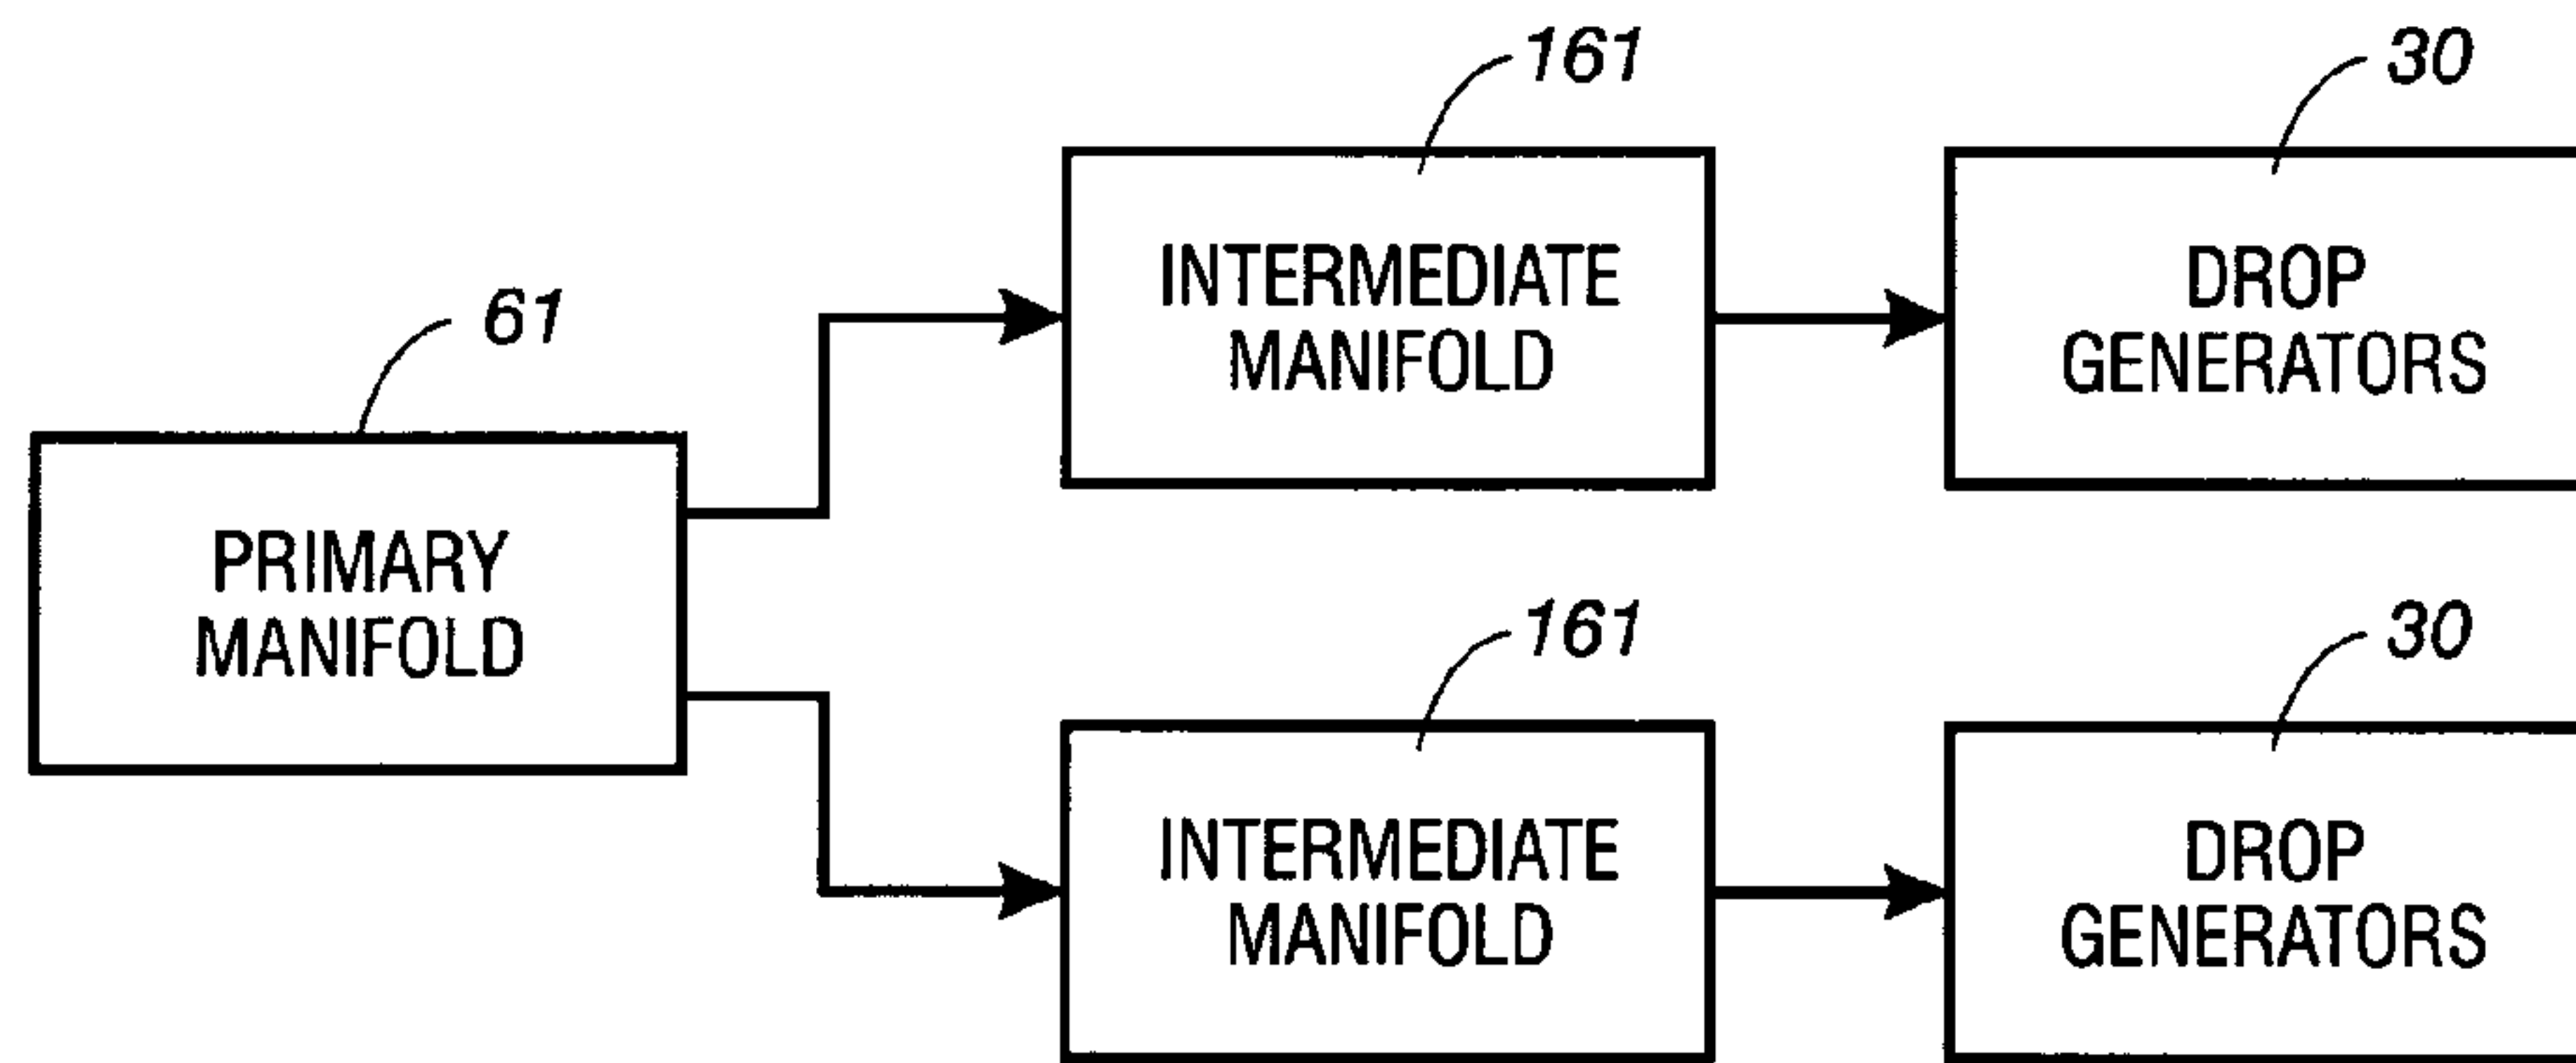 161
30
INTERMEDIATE
MANIFOLD
DROP
GENERATORS
61
PRIMARY
MANIFOLD
161
30
INTERMEDIATE
MANIFOLD
DROP
GENERATORS